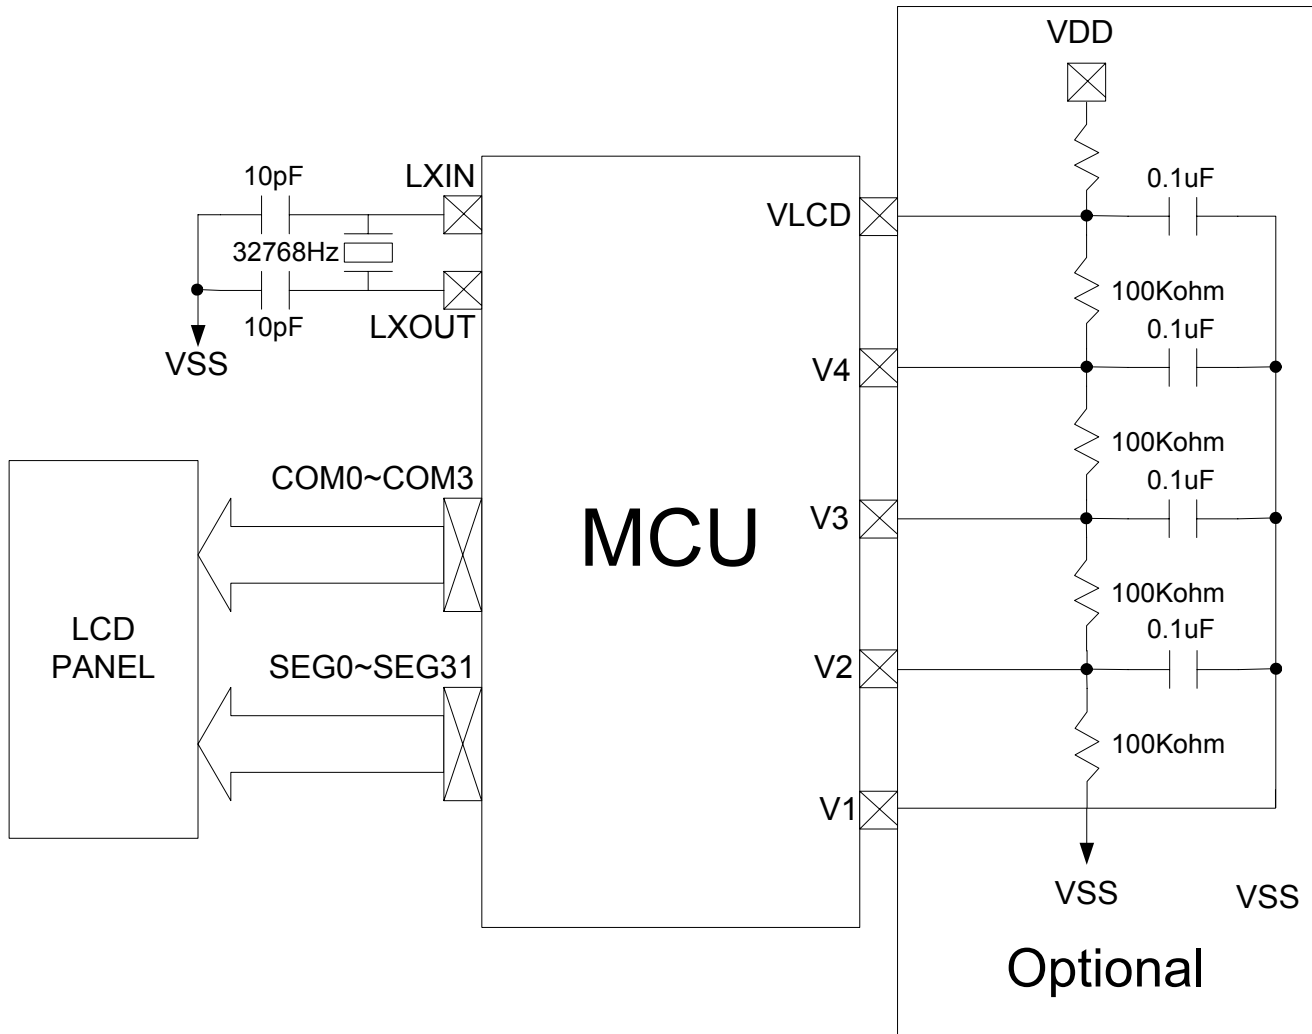 VDD
10pF
LXIN
0.1uF
VLCD
32768Hz
100Kohm
10pF
LXOUT
0.1uF
VSS
V4
100Kohm
COM0~COM3
0.1uF
V3
MCU
100Kohm
LCD
PANEL
0.1uF
SEG0~SEG31
V2
100Kohm
V1
VSS
VSS
Optional